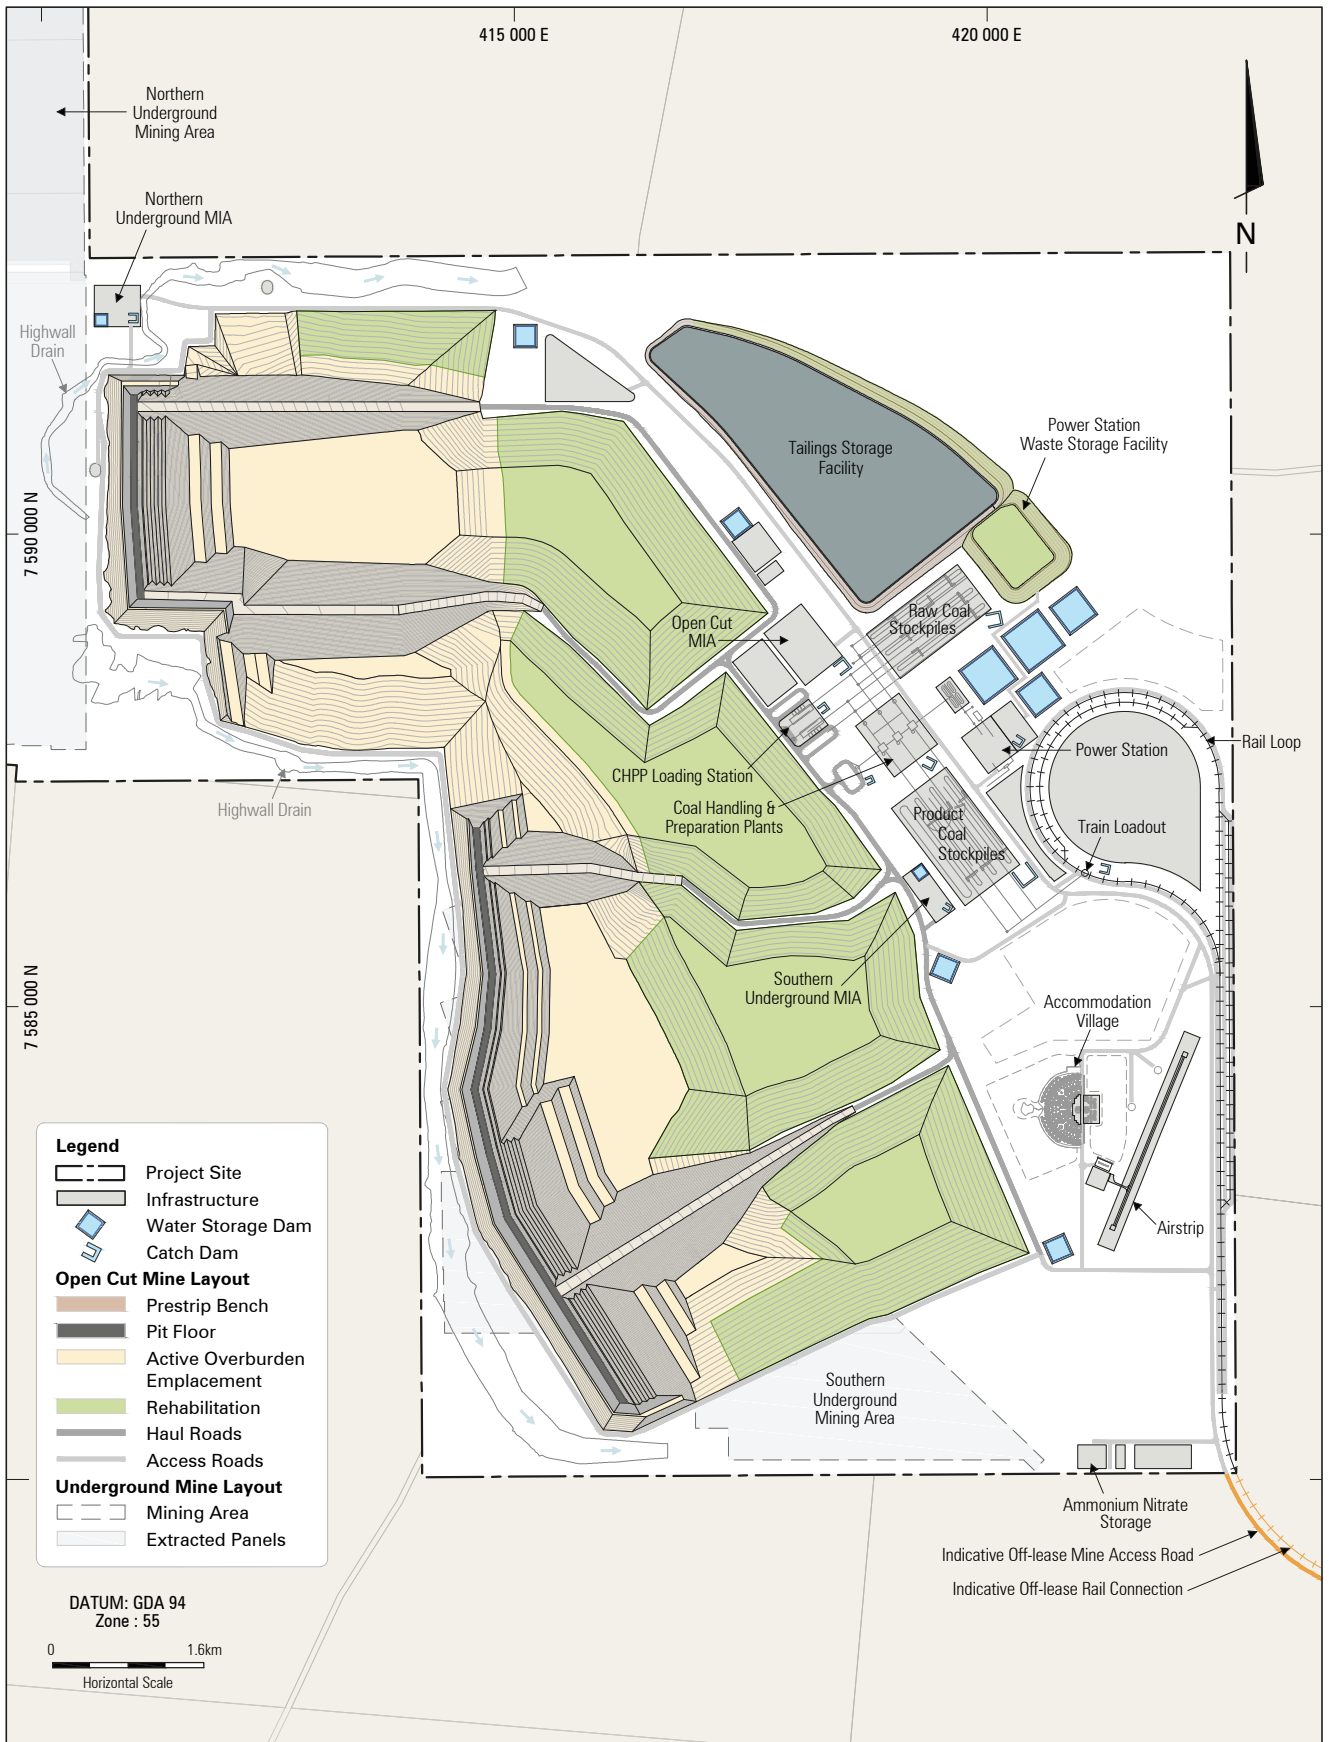 415 000 E
420 000 E
Northern
Underground
Mining Area
Northern
Underground MIA
N
Highwall
Drain
7 590 000 N
Tailings Storage
Facility
Power Station
Waste Storage Facility
Raw Coal
Stockpiles
Open Cut
MIA
Rail Loop
Power Station
CHPP Loading Station
Coal Handling &
Preparation Plants
Highwall Drain
Product
Coal
Stockpiles
Train Loadout
7 585 000 N
Southern
Underground MIA
Accommodation
Village
Airstrip
Southern
Underground
Mining Area
Ammonium Nitrate
Storage
Indicative Off-lease Mine Access Road
Indicative Off-lease Rail Connection
Legend
Project Site
Infrastructure
Water Storage Dam
Catch Dam
Open Cut Mine Layout
Prestrip Bench
Pit Floor
Active Overburden
Emplacement
Rehabilitation
Haul Roads
Access Roads
Underground Mine Layout
Mining Area
Extracted Panels
DATUM: GDA 94
Zone : 55
0 1.6km
Horizontal Scale